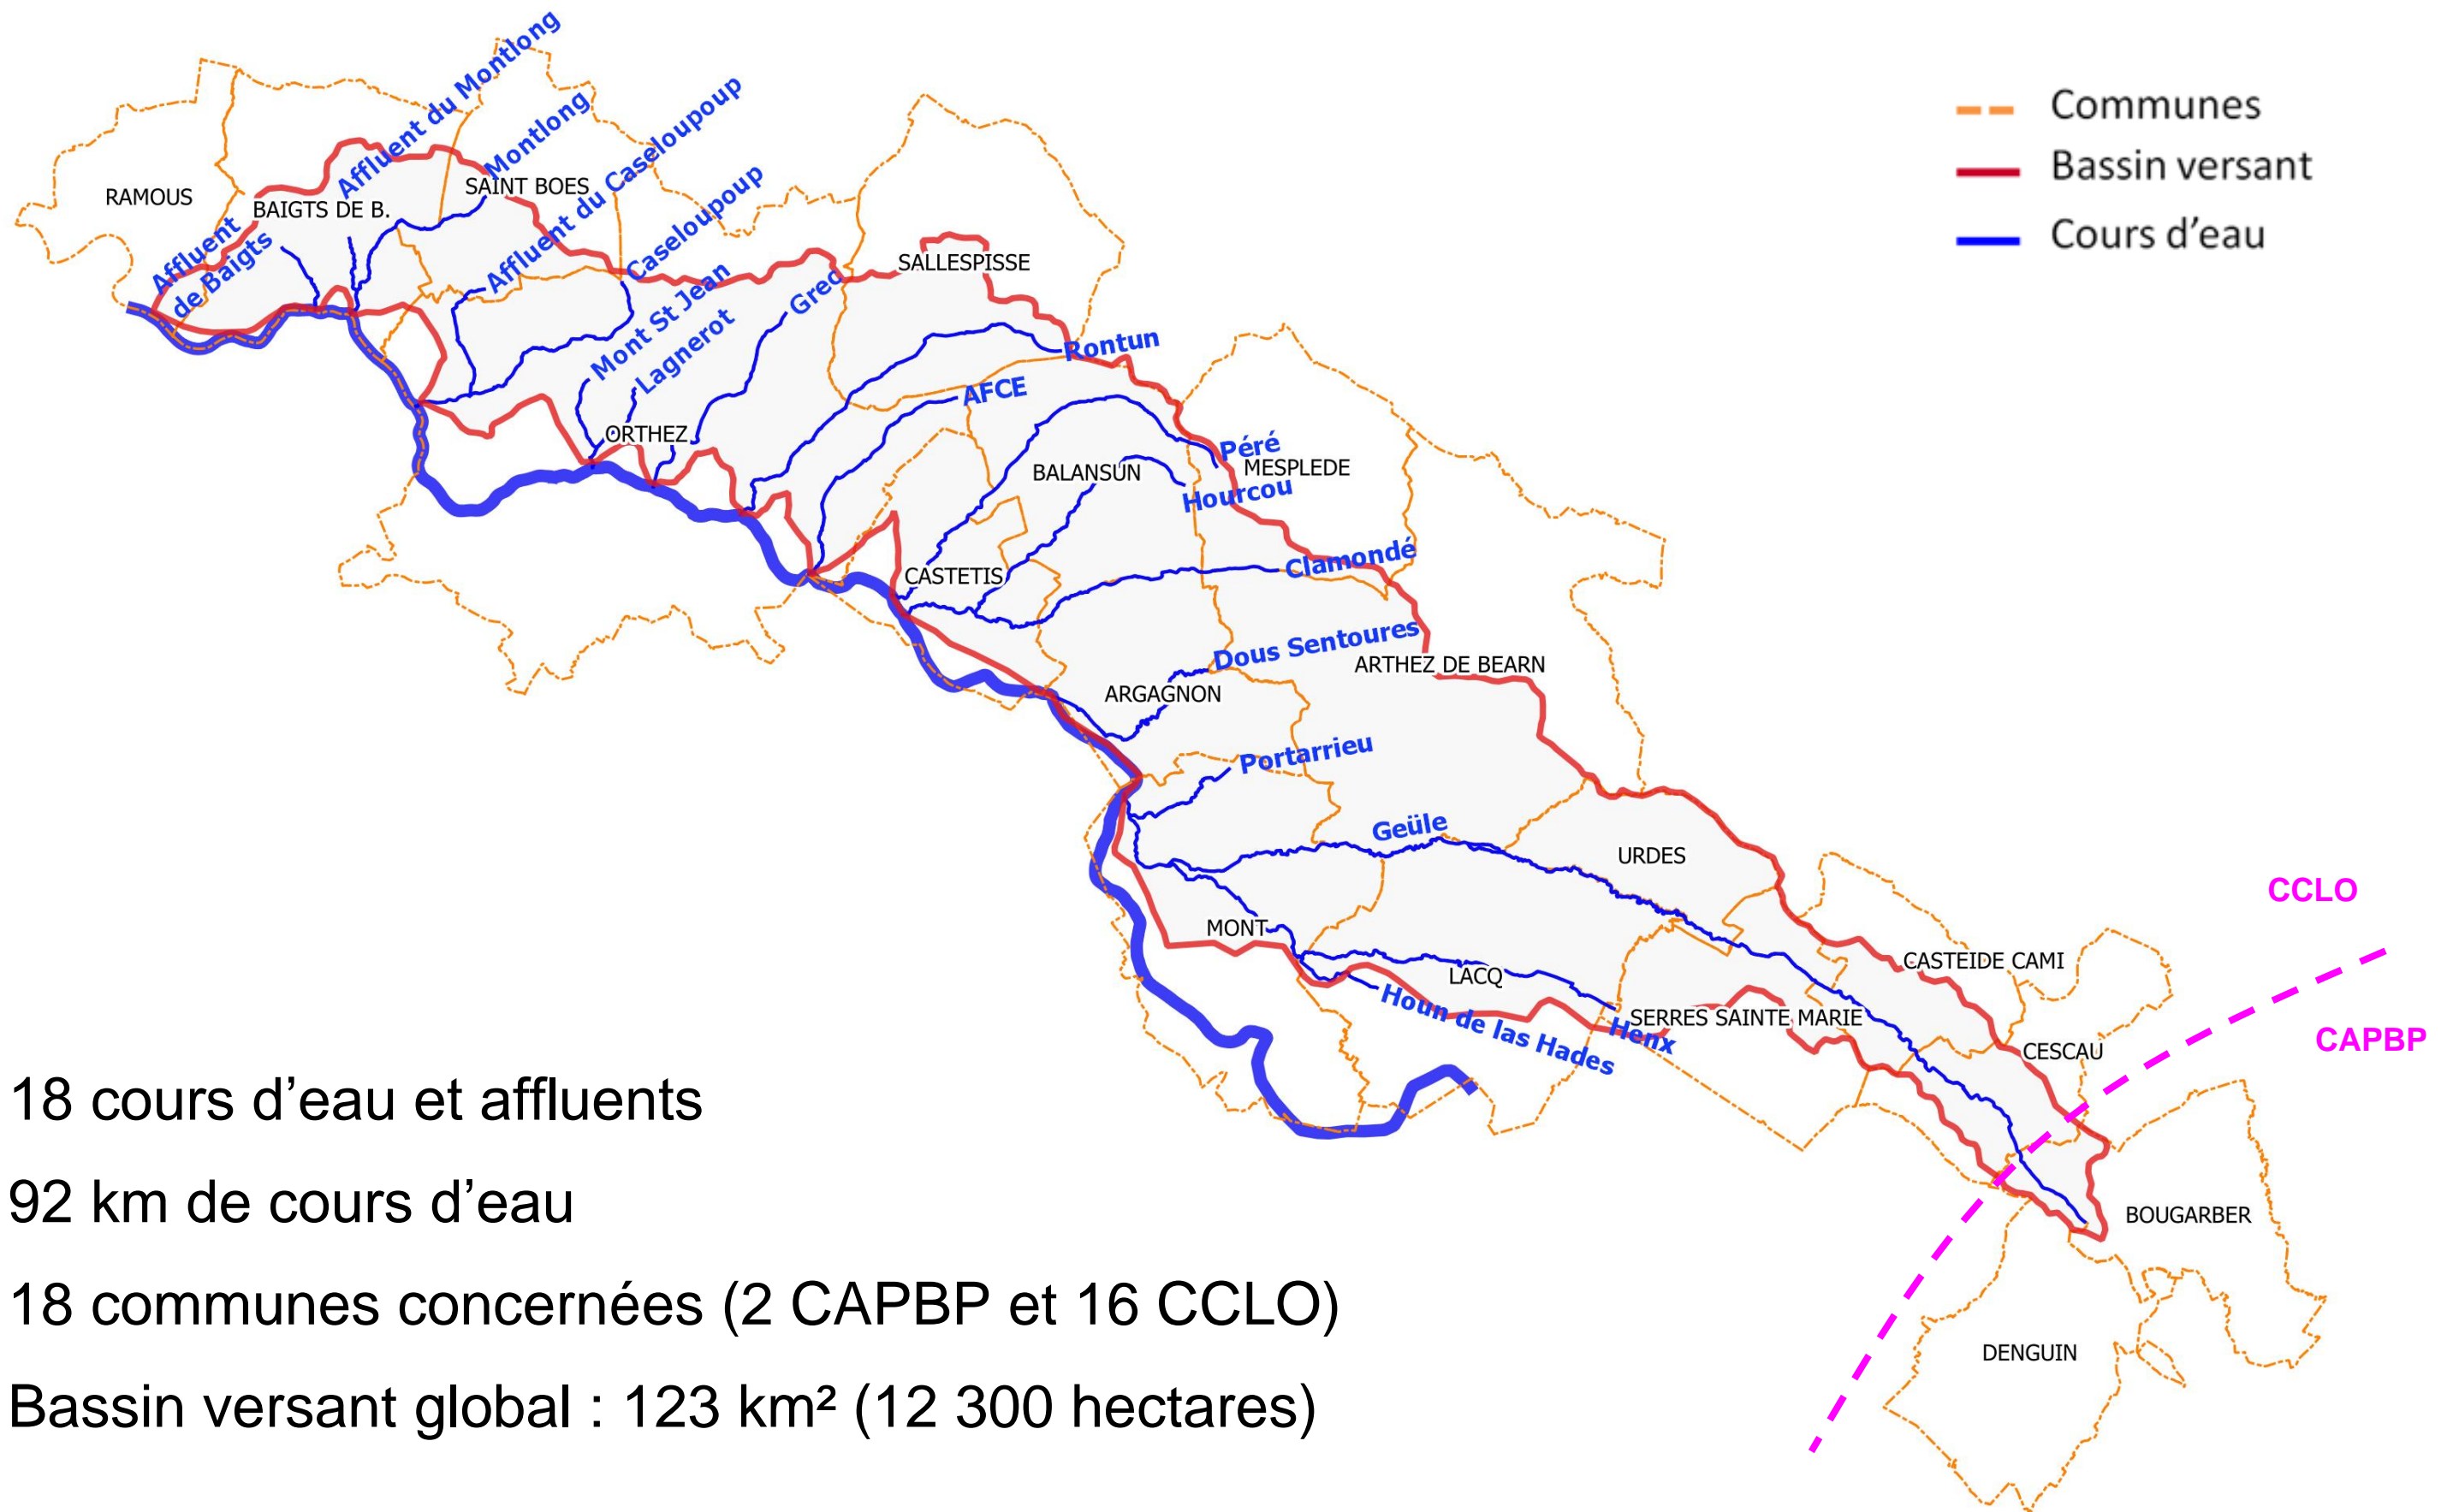 Communes
Bassin versant
Cours d'eau
Affluent du Montlong
Montlong
Affluent du Caseloupoup
Caseloupoup
RAMOUS
BAIGTS DE B.
SAINT BOES
Affluent
de Baigts
Mont St Jean
Lagnerot
Grec
SALLESPISSE
Rontun
AFCE
ORTHEZ
BALANSUN
Péré
MESPLEDE
Hourcou
CASTETIS
Clamondé
Dous Sentoures
ARTHEZ DE BEARN
ARGAGNON
Portarrieu
Geüle
URDES
CCLO
MONT
LACQ
CASTEIDE CAMI
Houn de las Hades
Henx
SERRES SAINTE MARIE
CAPBP
CESCAU
BOUGARBER
DENGUIN
18 cours d'eau et affluents
92 km de cours d'eau
18 communes concernées (2 CAPBP et 16 CCLO)
Bassin versant global : 123 km² (12 300 hectares)